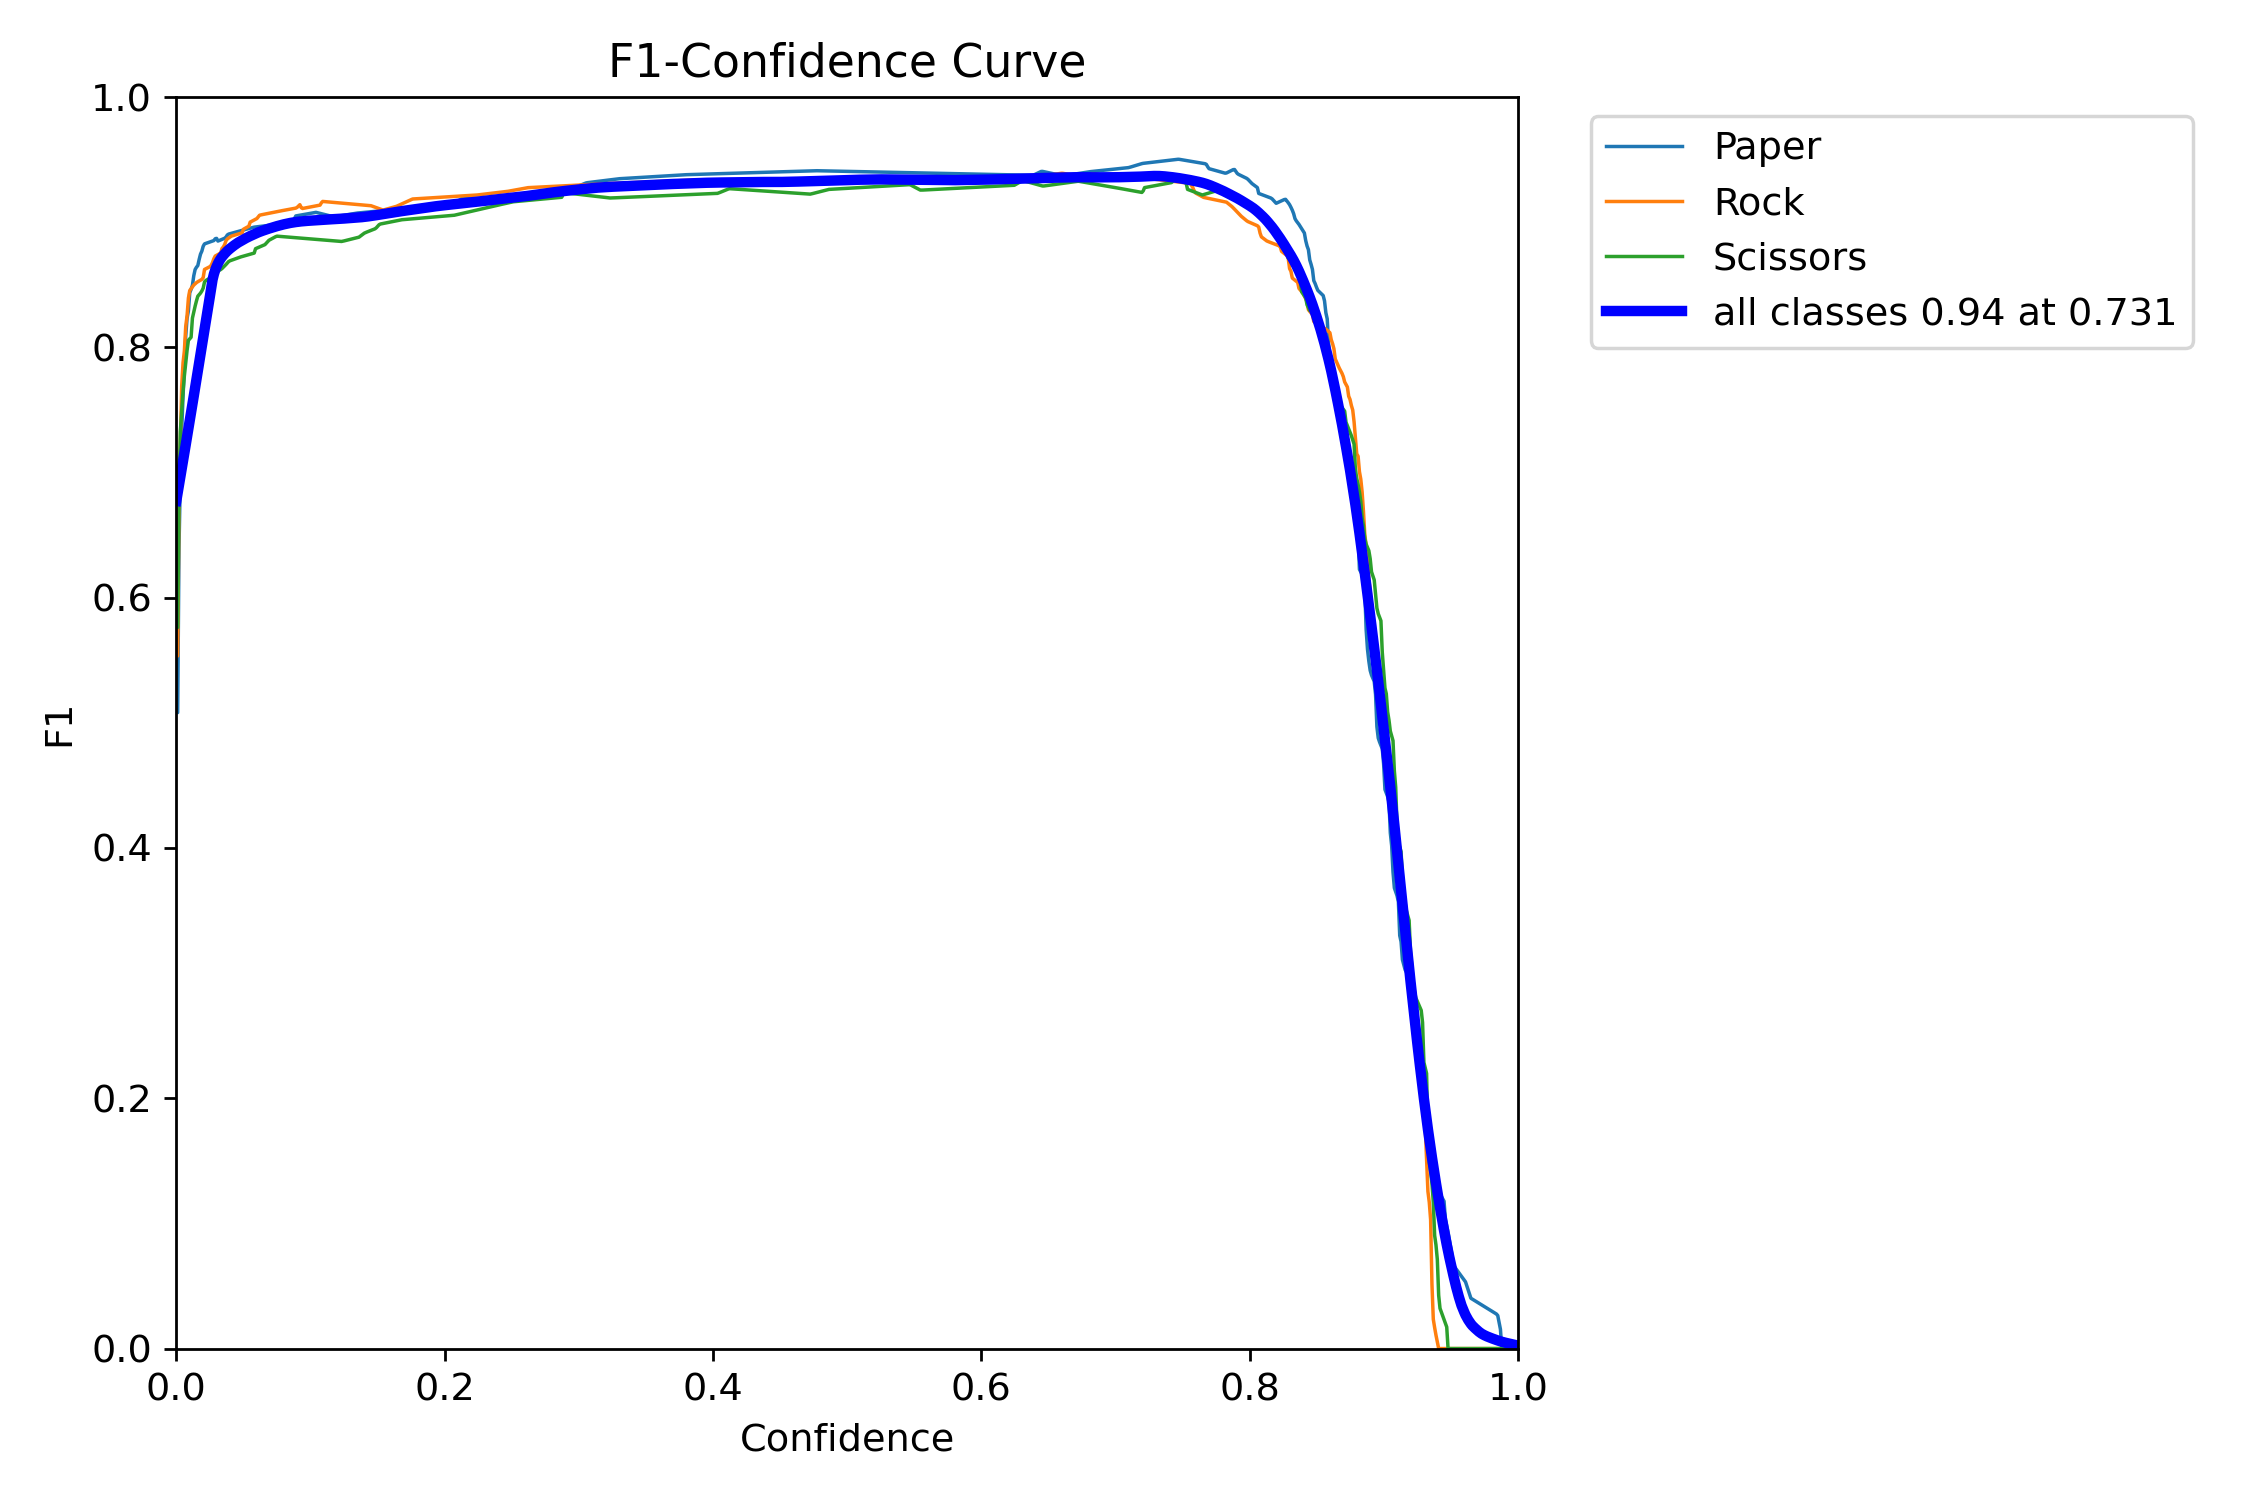 F1-Confidence Curve
1.0
0.8
0.6
0.4
0.2
0.0
F1
0.0 0.2 0.4 0.6 0.8 1.0
Confidence
Paper
Rock
Scissors
all classes 0.94 at 0.731